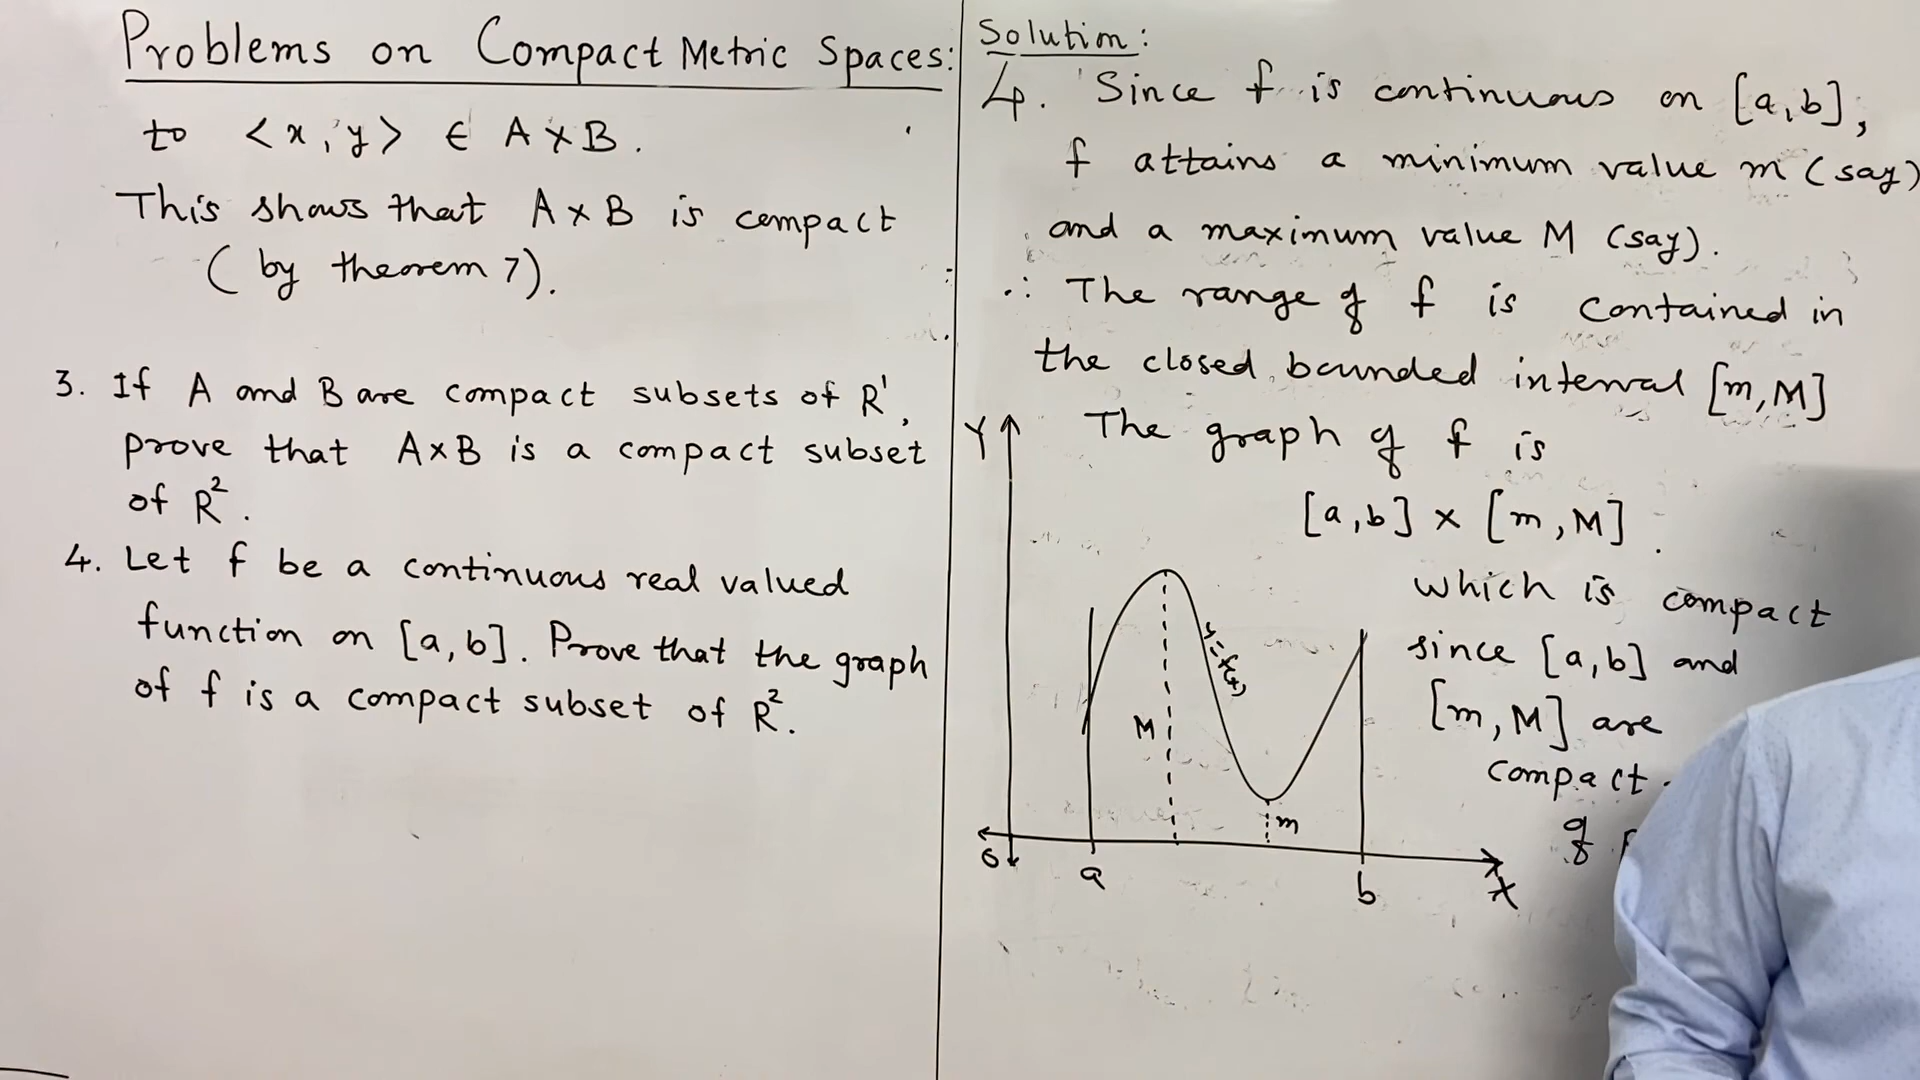 Problems on Compact Metric Spaces:
to <x, y> ∈ A × B.
This shows that A × B is compact
(by theorem 7).
3. If A and B are compact subsets of R¹,
prove that A×B is a compact subset
of R².
4. Let f be a continuous real valued
function on [a, b]. Prove that the graph
of f is a compact subset of R².
Solution:
4. Since f is continuous on [a, b],
f attains a minimum value m (say)
and a maximum value M (say).
∴ The range of f is contained in
the closed bounded interval [m, M]
The graph of f is
[a, b] × [m, M].
which is compact
since [a, b] and
[m, M] are
compact
of
Y
y = f(x)
M
m
O
a
b
X